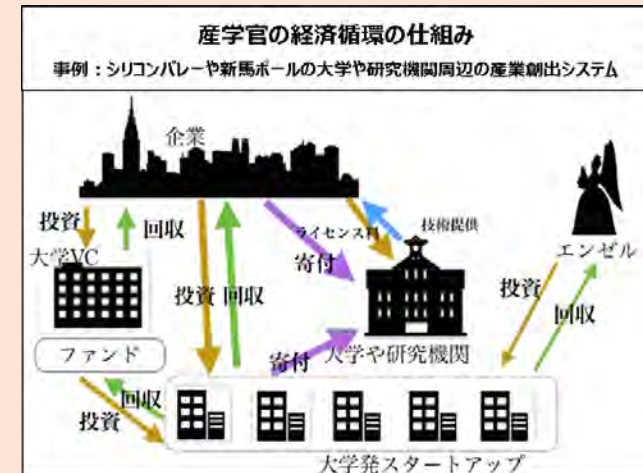 産学官の経済循環の仕組み
事例：シリコンバレーや新馬ポールの大学や研究機関周辺の産業創出システム
企業
投資
回収
大学VC
ライセンス料
技術提供
寄付
エンゼル
投資
回収
投資
回収
ファンド
寄付
大学や研究機関
回収
投資
大学発スタートアップ